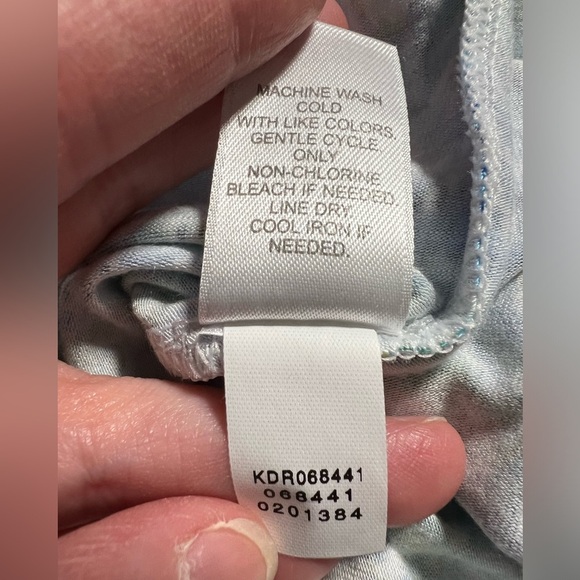 MACHINE WASH
COLD
WITH LIKE COLORS,
GENTLE CYCLE
ONLY
NON-CHLORINE
BLEACH IF NEEDED.
LINE DRY.
COOL IRON IF
NEEDED.
KDR068441
068441
0201384